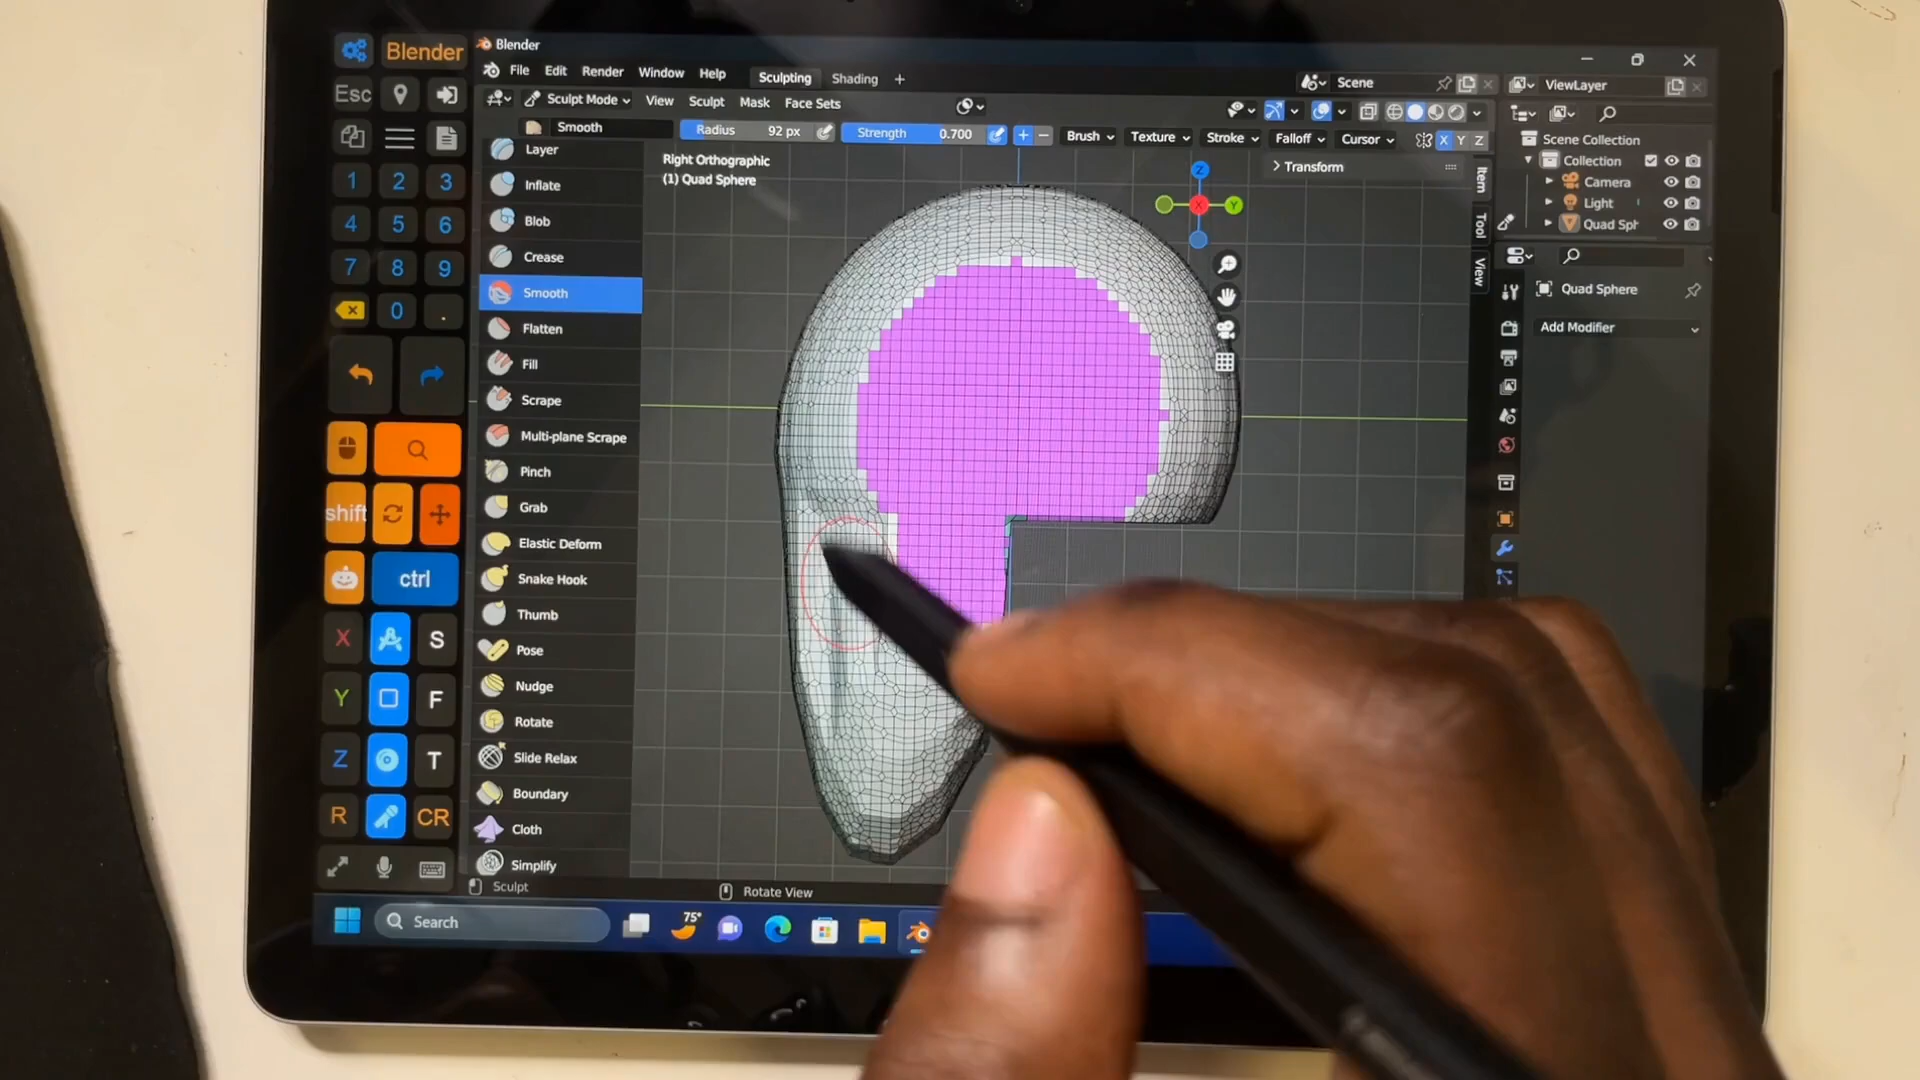 Blender
Esc
1 2 3
4 5 6
7 8 9
0 .
shift
ctrl
X S
Y F
Z T
R CR
Blender
File Edit Render Window Help Sculpting Shading +
Scene
ViewLayer
Sculpt Mode View Sculpt Mask Face Sets
Smooth Radius 92 px Strength 0.700 + − Brush Texture Stroke Falloff Cursor X Y Z
Layer
Inflate
Blob
Crease
Smooth
Flatten
Fill
Scrape
Multi-plane Scrape
Pinch
Grab
Elastic Deform
Snake Hook
Thumb
Pose
Nudge
Rotate
Slide Relax
Boundary
Cloth
Simplify
Right Orthographic
(1) Quad Sphere
Z
X
Y
Transform
Item
Tool
View
Scene Collection
Collection
Camera
Light
Quad Spł
Quad Sphere
Add Modifier
Sculpt
Rotate View
Search
75°